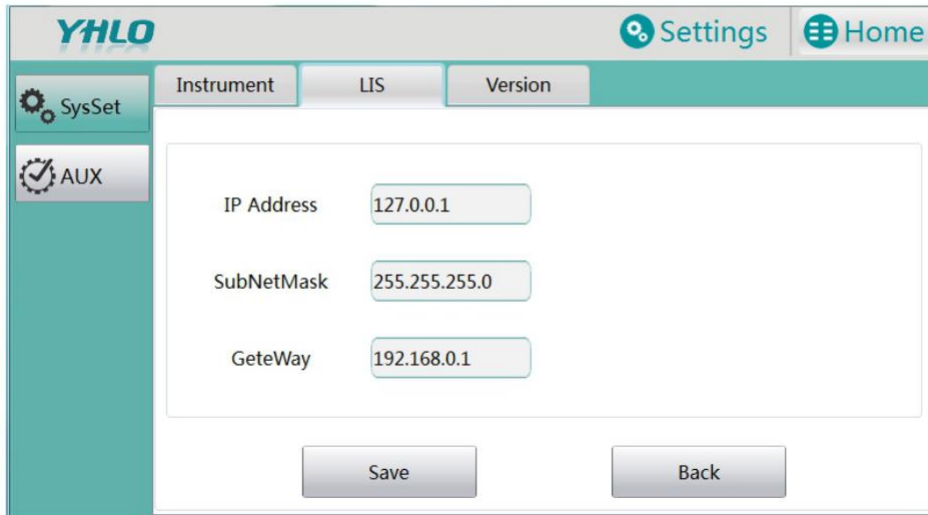 YHLO Settings Home
SysSet
AUX
Instrument LIS Version
IP Address 127.0.0.1
SubNetMask 255.255.255.0
GeteWay 192.168.0.1
Save Back